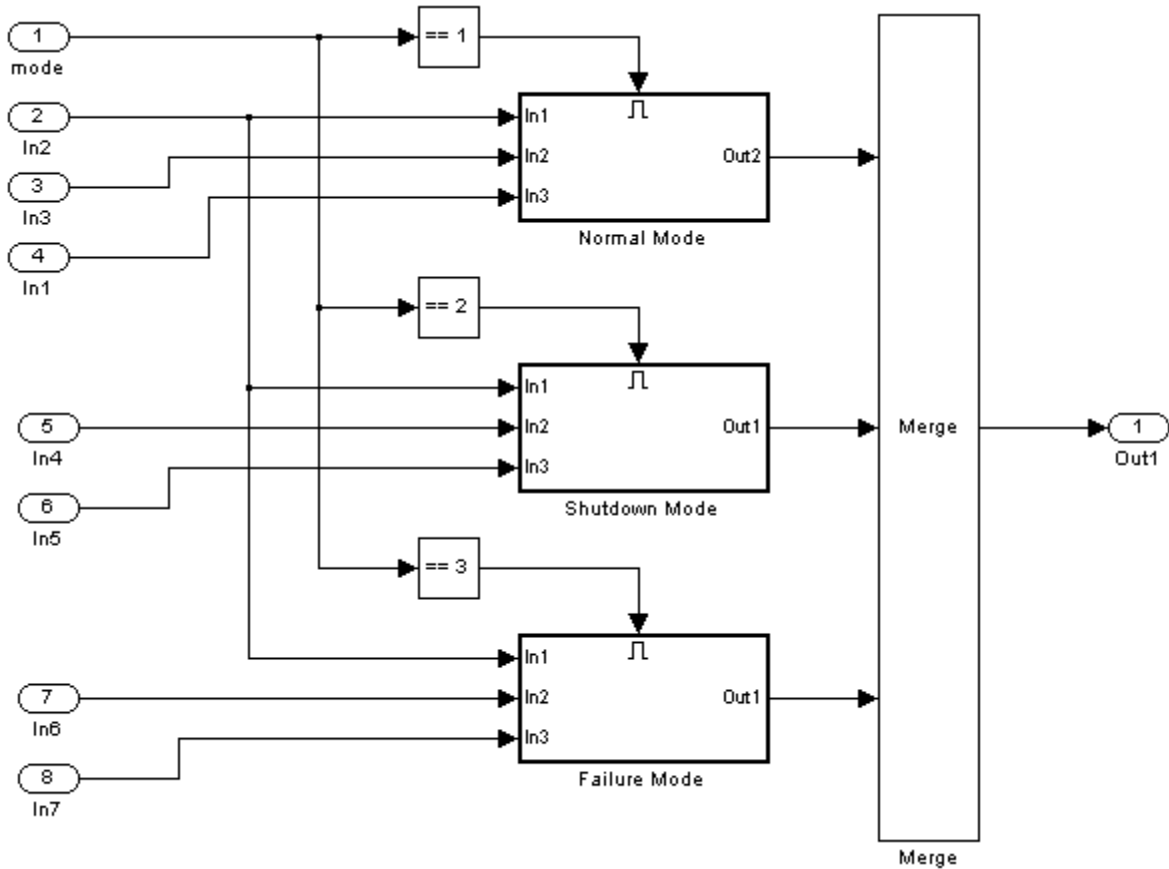 1
mode
== 1
2
In2
3
In3
4
In1
In1
In2
In3
Out2
Normal Mode
== 2
In1
In2
In3
Out1
Shutdown Mode
5
In4
6
In5
== 3
In1
In2
In3
Out1
Failure Mode
7
In6
8
In7
Merge
Merge
1
Out1